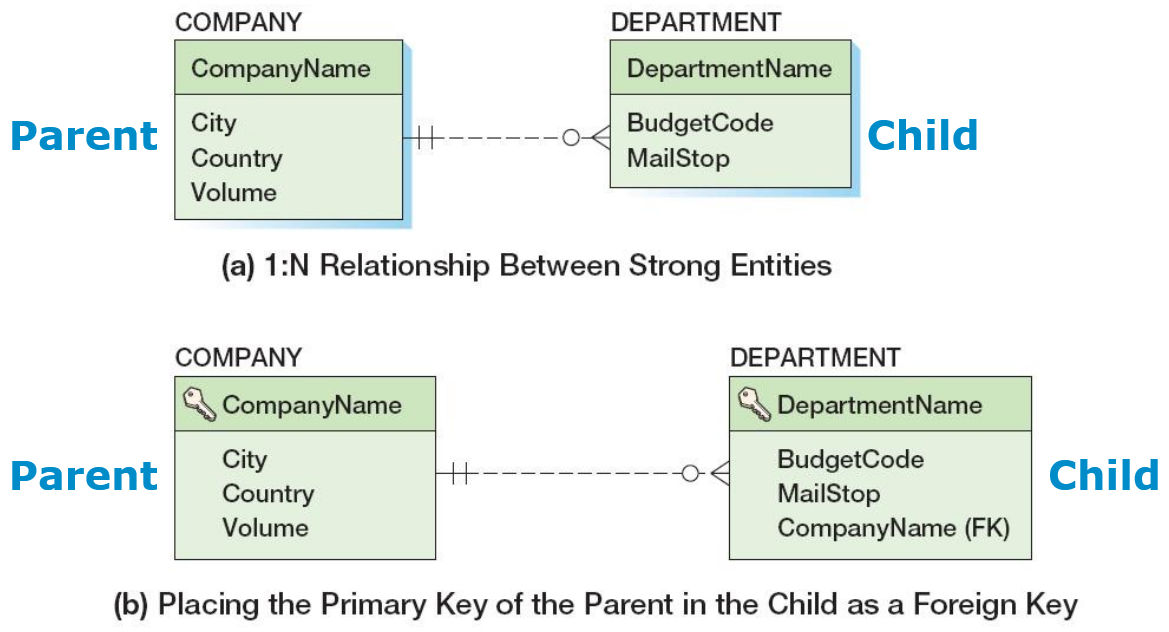 COMPANY
DEPARTMENT
CompanyName
DepartmentName
Parent
City
Country
Volume
BudgetCode
MailStop
Child
(a) 1:N Relationship Between Strong Entities
COMPANY
DEPARTMENT
CompanyName
DepartmentName
Parent
City
Country
Volume
BudgetCode
MailStop
CompanyName (FK)
Child
(b) Placing the Primary Key of the Parent in the Child as a Foreign Key